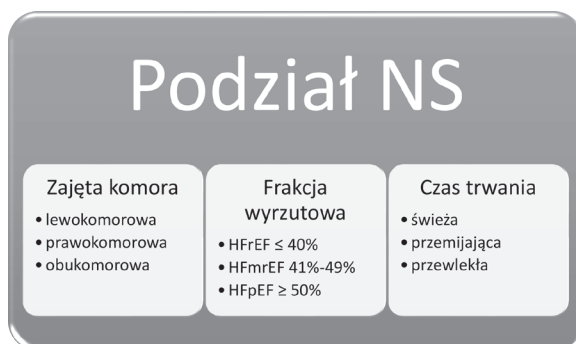 Podział NS
Zajęta komora
• lewokomorowa
• prawokomorowa
• obukomorowa
Frakcja
wyrzutowa
• HFrEF ≤ 40%
• HFmrEF 41%-49%
• HFpEF ≥ 50%
Czas trwania
• świeża
• przemijająca
• przewlekła